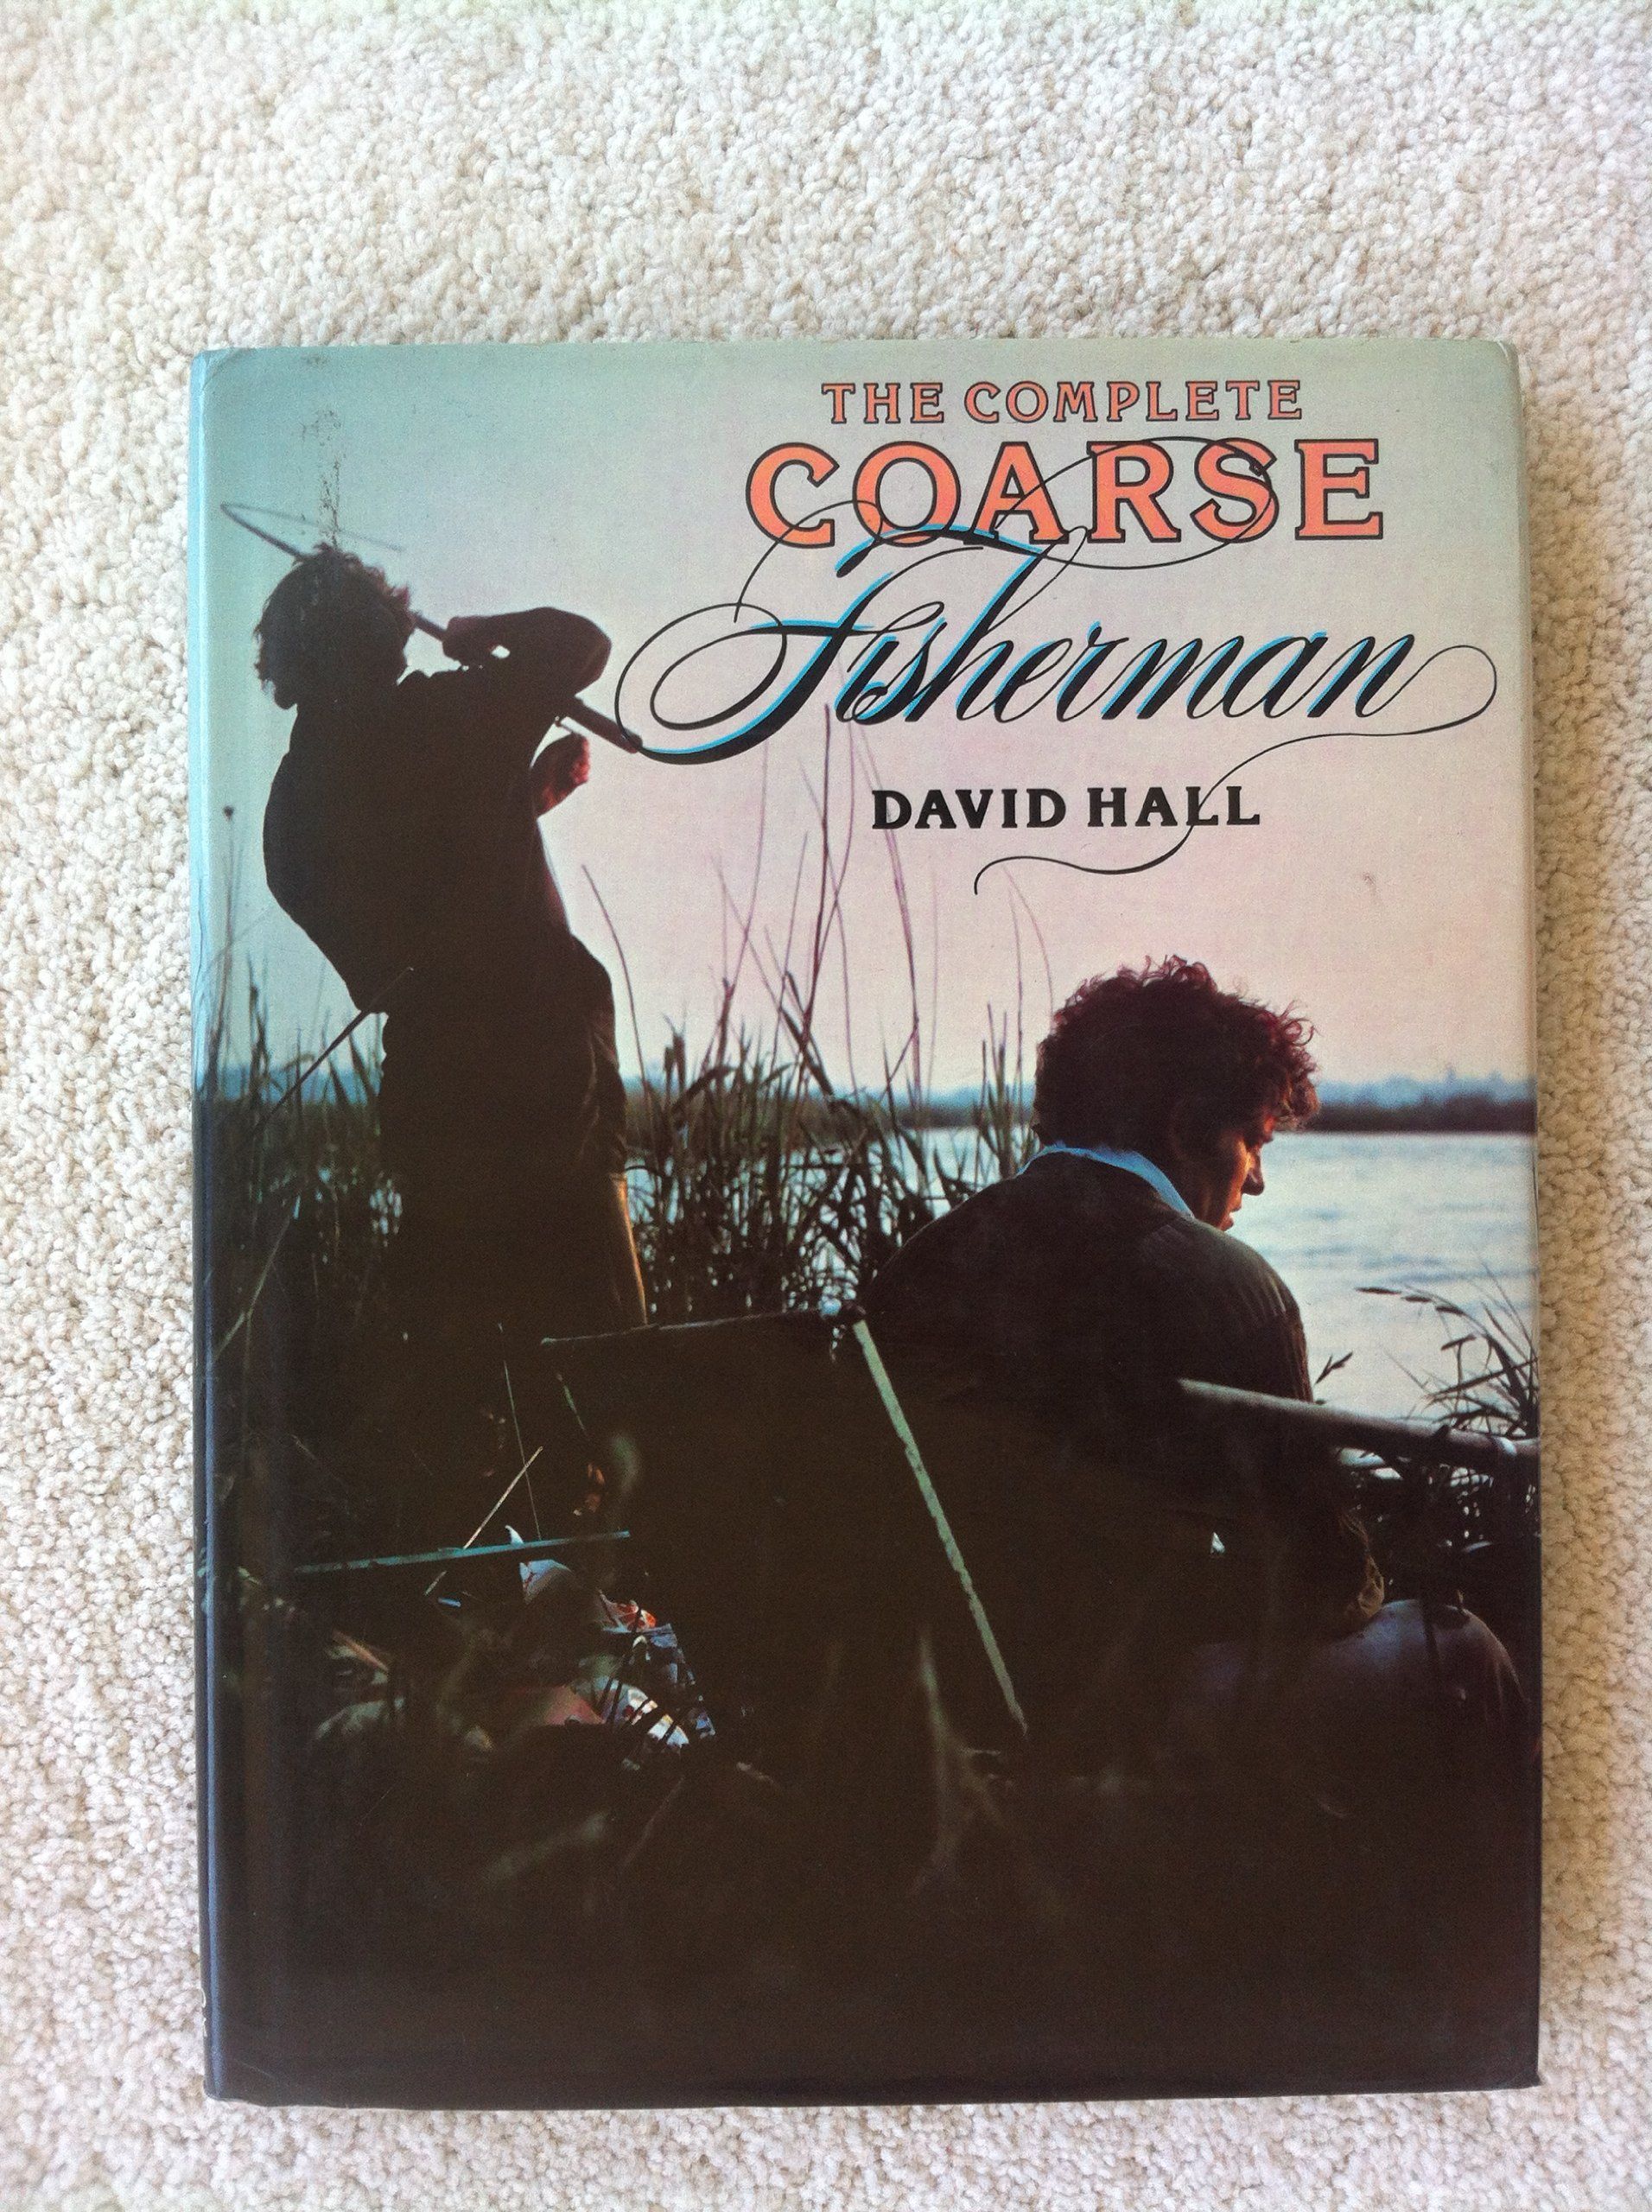 THE COMPLETE
COARSE
Fisherman
DAVID HALL